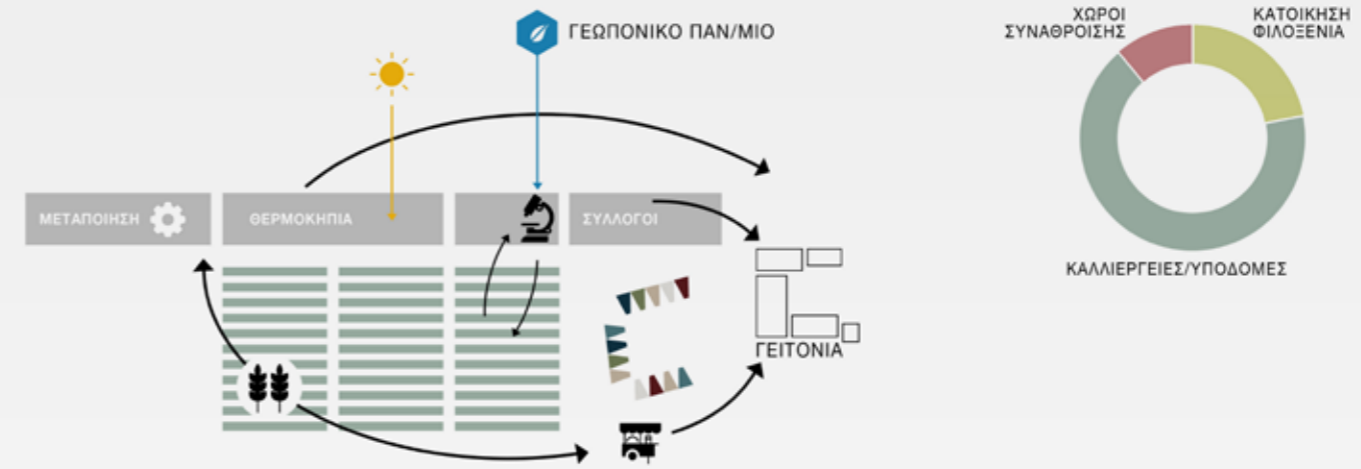 ΓΕΩΠΟΝΙΚΟ ΠΑΝ/ΜΙΟ
ΜΕΤΑΠΟΙΗΣΗ
ΘΕΡΜΟΚΗΠΙΑ
ΣΥΛΛΟΓΟΙ
ΓΕΙΤΟΝΙΑ
ΧΩΡΟΙ
ΣΥΝΑΘΡΟΙΣΗΣ
ΚΑΤΟΙΚΗΣΗ
ΦΙΛΟΞΕΝΙΑ
ΚΑΛΛΙΕΡΓΕΙΕΣ/ΥΠΟΔΟΜΕΣ